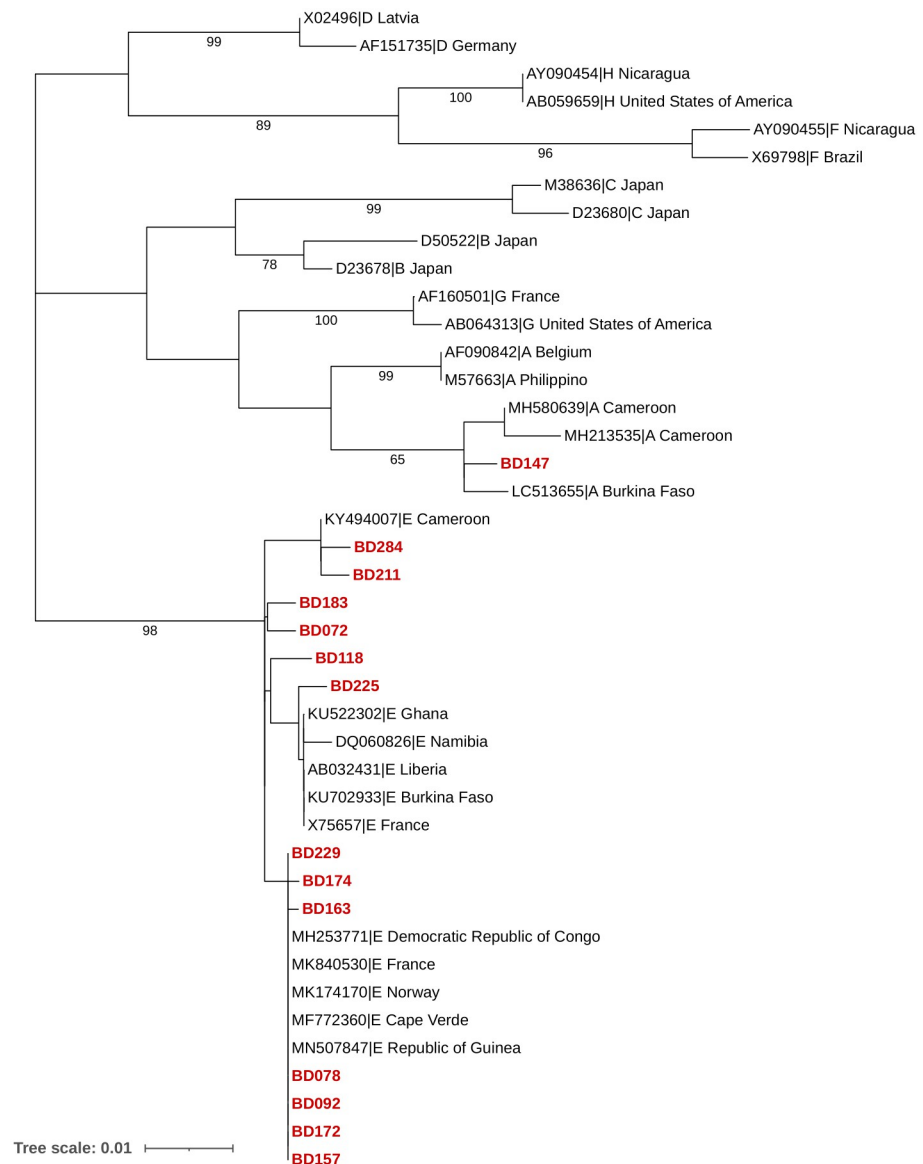 X02496|D Latvia
99
AF151735|D Germany
AY090454|H Nicaragua
100
AB059659|H United States of America
89
AY090455|F Nicaragua
96
X69798|F Brazil
M38636|C Japan
99
D23680|C Japan
D50522|B Japan
78
D23678|B Japan
AF160501|G France
100
AB064313|G United States of America
AF090842|A Belgium
99
M57663|A Philippino
MH580639|A Cameroon
MH213535|A Cameroon
65
BD147
LC513655|A Burkina Faso
KY494007|E Cameroon
BD284
BD211
BD183
98
BD072
BD118
BD225
KU522302|E Ghana
DQ060826|E Namibia
AB032431|E Liberia
KU702933|E Burkina Faso
X75657|E France
BD229
BD174
BD163
MH253771|E Democratic Republic of Congo
MK840530|E France
MK174170|E Norway
MF772360|E Cape Verde
MN507847|E Republic of Guinea
BD078
BD092
BD172
Tree scale: 0.01
BD157